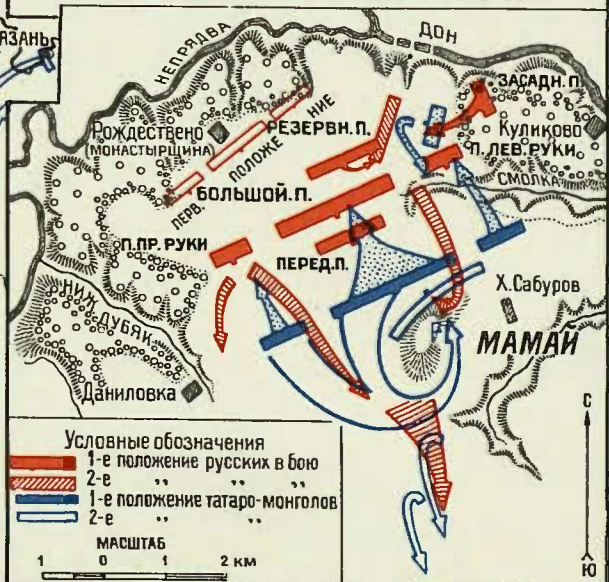 ЯЗАНЬ
НЕПРЯДВА
ДОН
ЗАСАДН. П.
Рождествено
(МОНАСТЫРЩИНА)
РЕЗЕРВН. П.
Куликово
П. ЛЕВ. РУКИ
СМОЛКА
ПЕРВ. ПОЛОЖЕНИЕ
БОЛЬШОЙ. П.
П. ПР. РУКИ
ПЕРЕД. П.
Х. Сабуров
НИЖ. ДУБЯК
МАМАЙ
Даниловка
С
Ю
Условные обозначения
1-е положение русских в бою
2-е „ „ „
1-е положение татаро-монголов
2-е „ „
МАСШТАБ
1 0 1 2 км